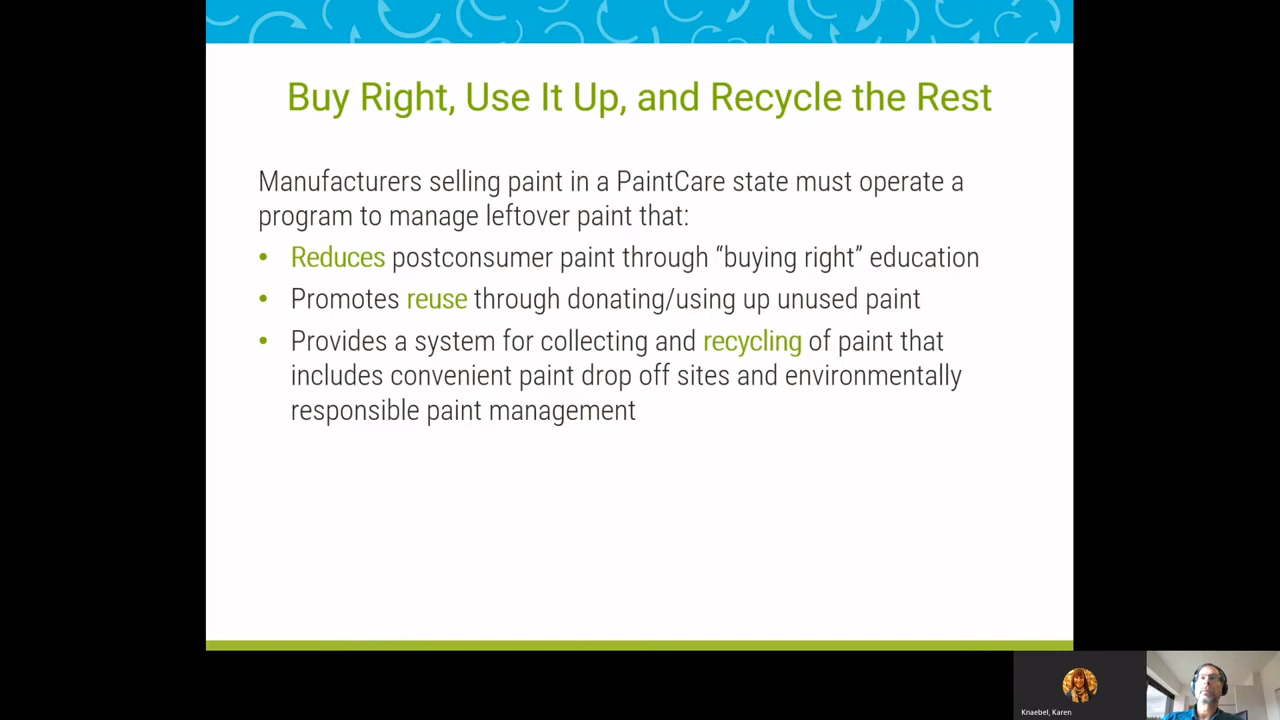 Buy Right, Use It Up, and Recycle the Rest
Manufacturers selling paint in a PaintCare state must operate a
program to manage leftover paint that:
• Reduces postconsumer paint through “buying right” education
• Promotes reuse through donating/using up unused paint
• Provides a system for collecting and recycling of paint that
includes convenient paint drop off sites and environmentally
responsible paint management
Knaebel, Karen